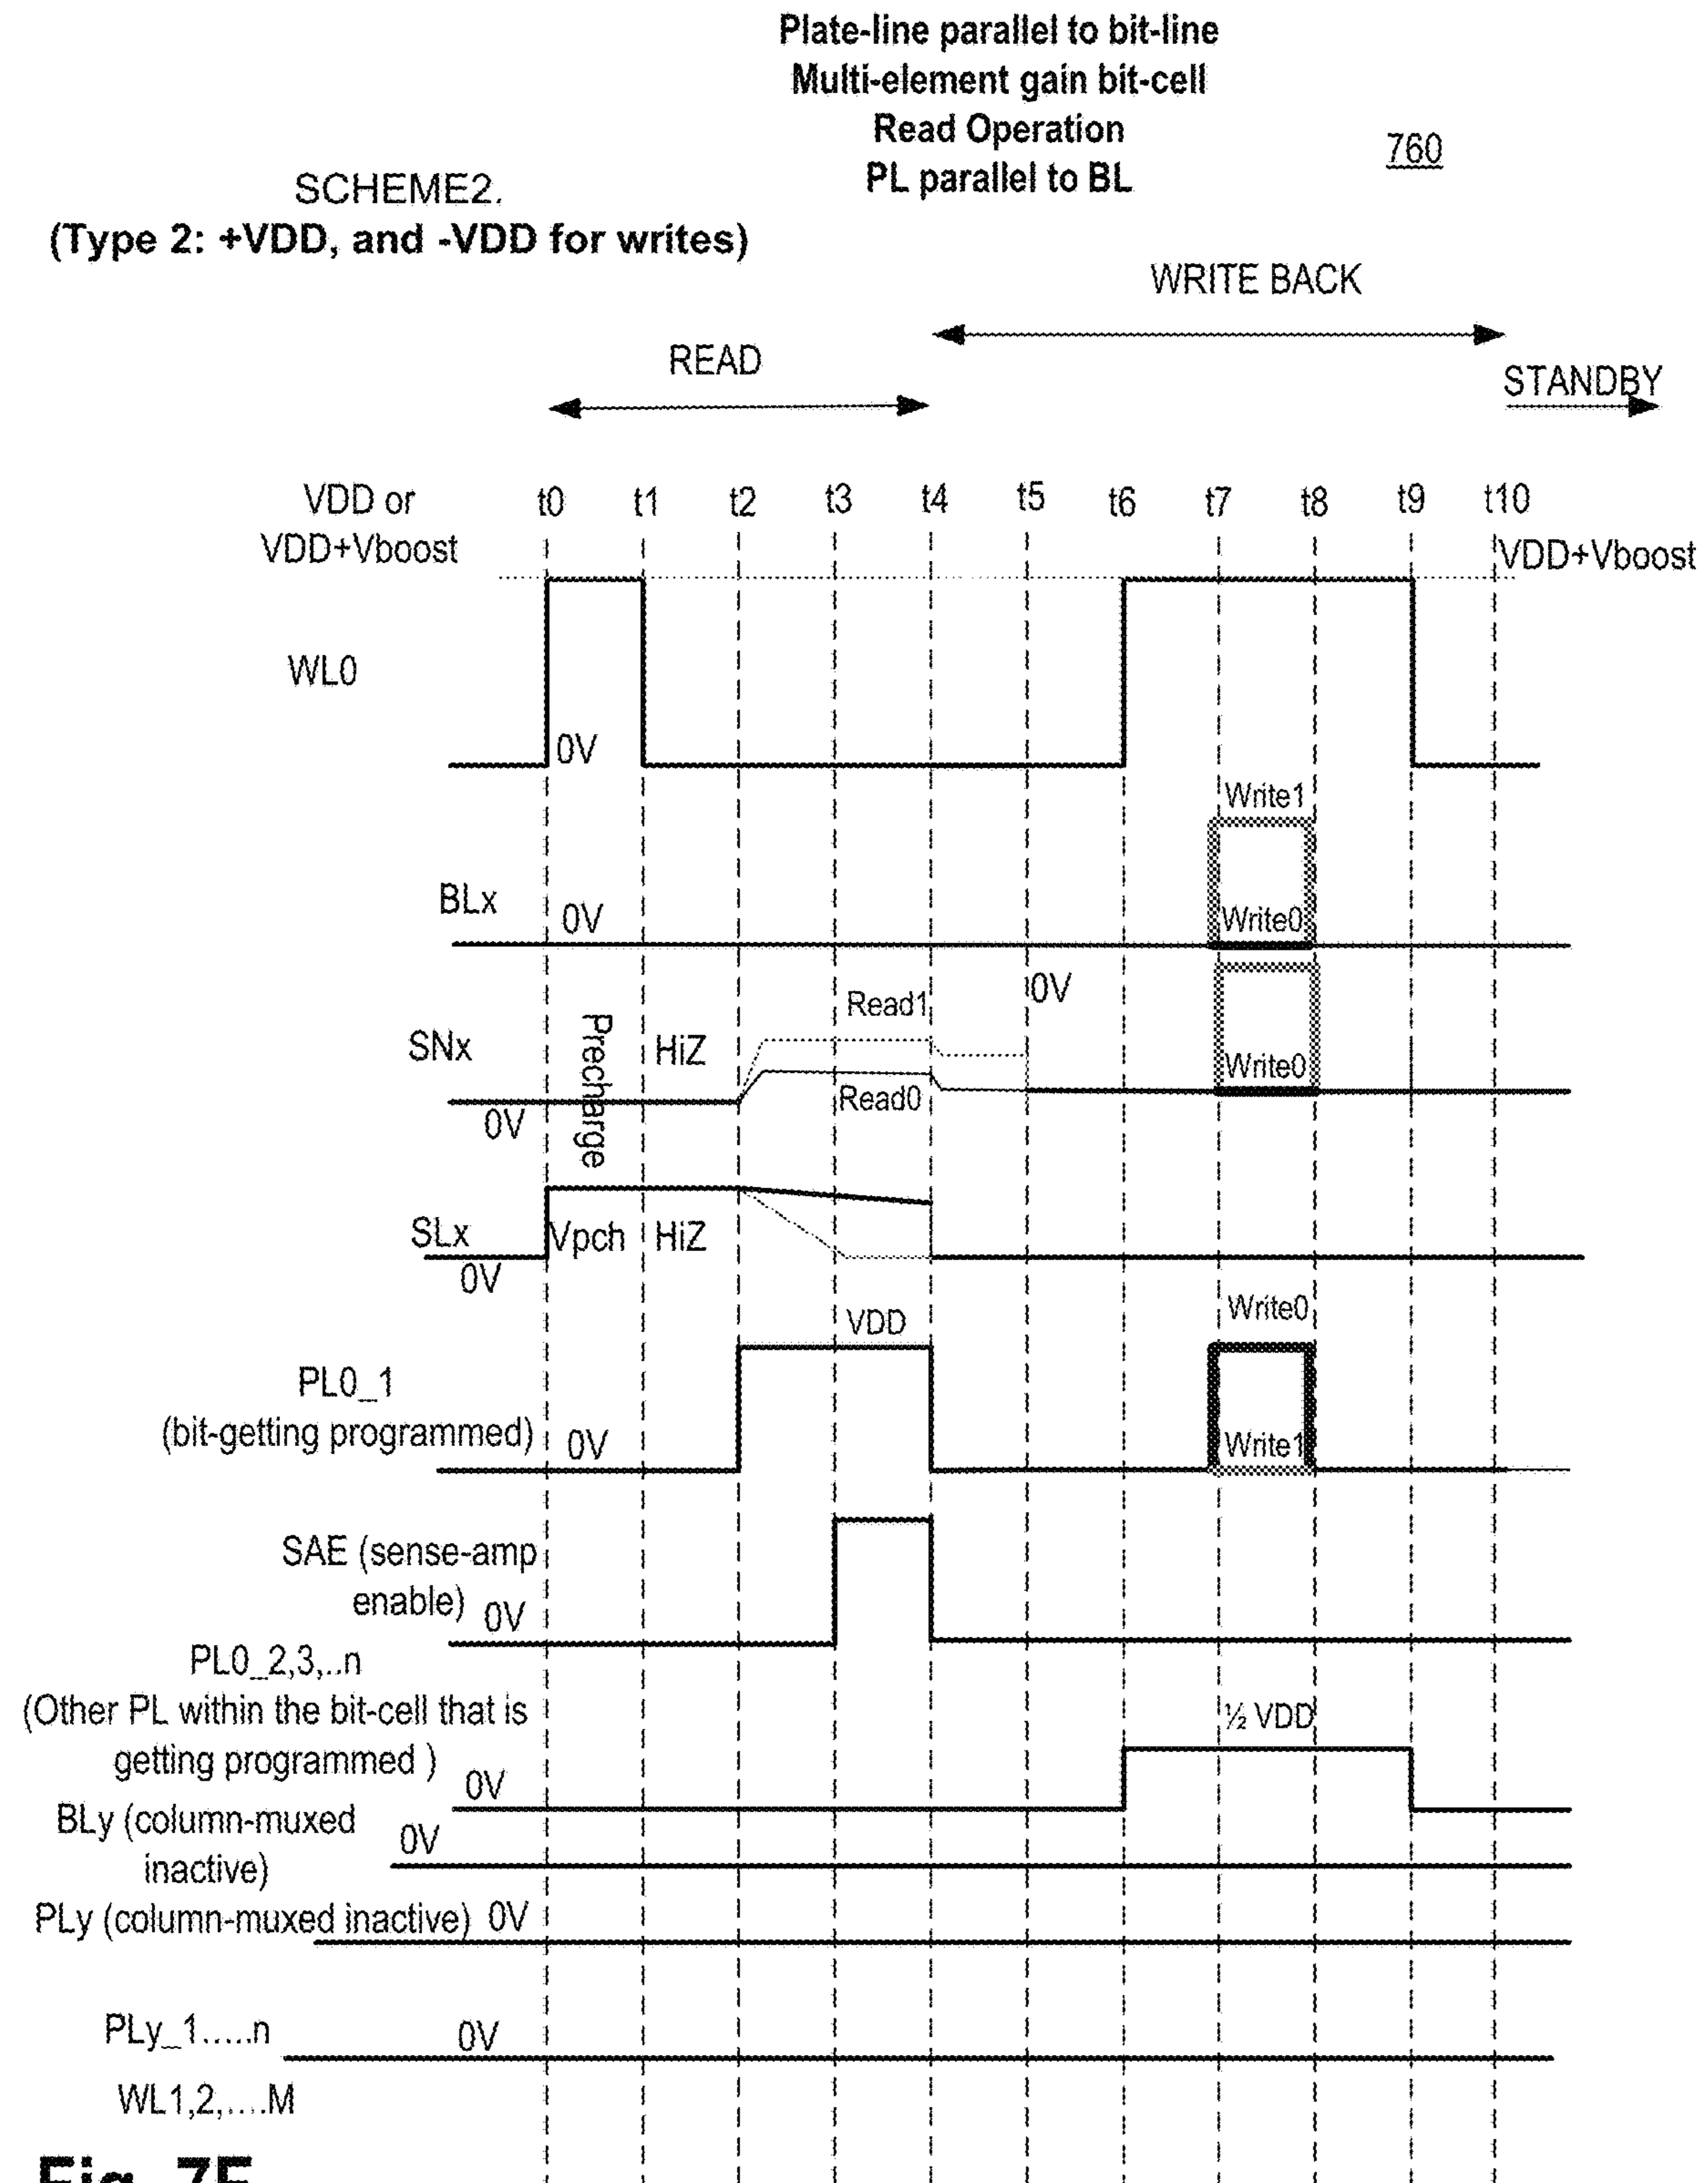 Plate-line parallel to bit-line
Multi-element gain bit-cell
Read Operation
PL parallel to BL
760
SCHEME2.
(Type 2: +VDD, and -VDD for writes)
WRITE BACK
READ
STANDBY
VDD or
VDD+Vboost
t0 t1 t2 t3 t4 t5 t6 t7 t8 t9 t10
VDD+Vboost
WL0
0V
Write1
BLx
0V
Write0
0V
Read1
SNx
Precharge
HiZ
Write0
Read0
0V
SLx
Vpch
HiZ
0V
Write0
VDD
PL0_1
(bit-getting programmed)
0V
Write1
SAE (sense-amp
enable)
0V
PL0_2,3,..n
(Other PL within the bit-cell that is
getting programmed )
½ VDD
0V
BLy (column-muxed
inactive)
0V
PLy (column-muxed inactive) 0V
PLy_1.....n
0V
WL1,2,....M